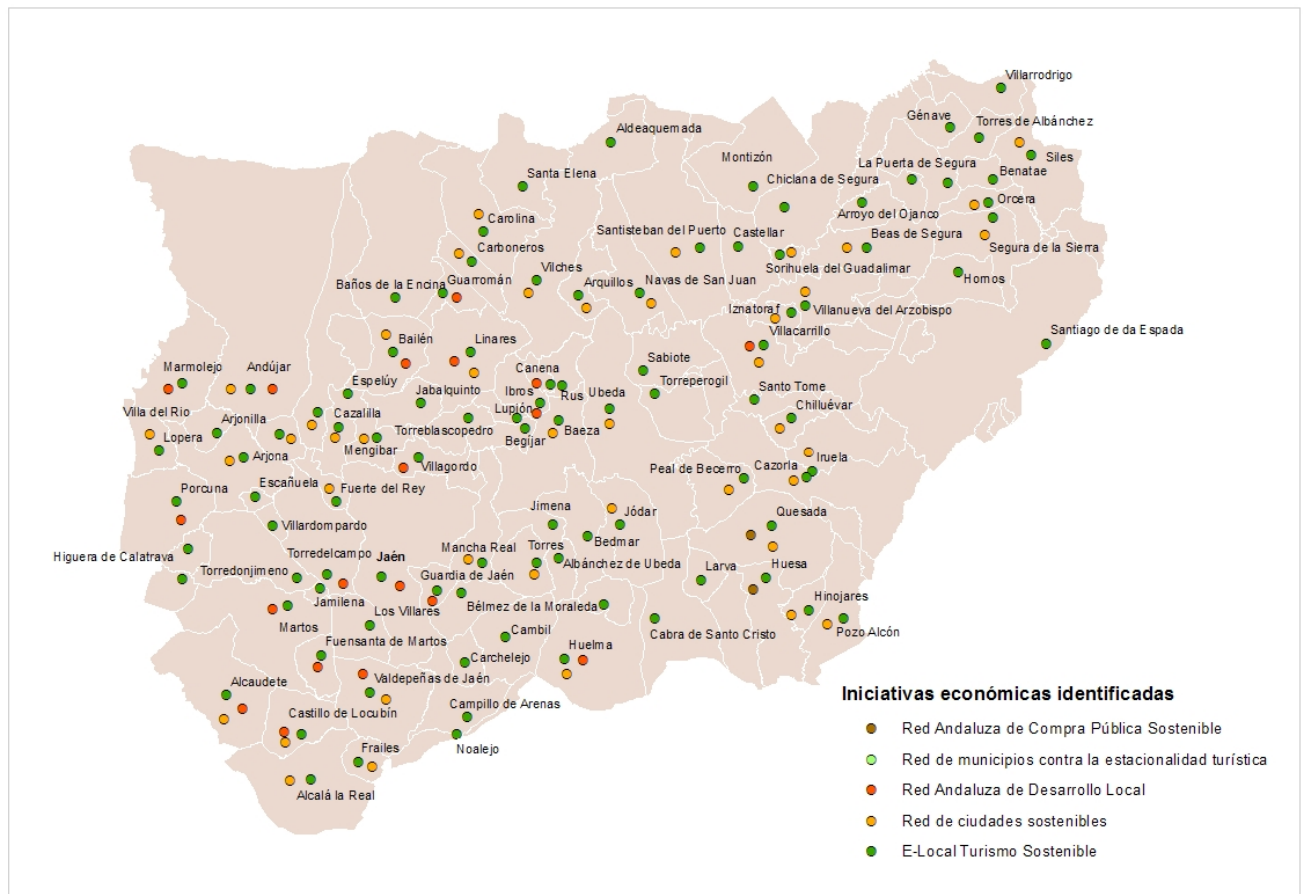 Villarrodrigo
Génave
Torres de Albánchez
Aldeaquemada
Siles
Montizón
La Puerta de Segura
Benatae
Santa Elena
Chiclana de Segura
Orcera
Carolina
Arroyo del Ojanco
Santisteban del Puerto
Castellar
Beas de Segura
Carboneros
Segura de la Sierra
Sorihuela del Guadalimar
Vilches
Hornos
Baños de la Encina
Guarromán
Arquillos
Navas de San Juan
Iznatoraf
Villanueva del Arzobispo
Santiago de da Espada
Bailén
Linares
Villacarrillo
Sabiote
Marmolejo
Andújar
Canena
Espelúy
Jabalquinto
Ibros
Rus
Ubeda
Torreperogil
Santo Tome
Villa del Rio
Arjonilla
Cazalilla
Lupión
Chilluévar
Lopera
Mengibar
Torreblascopedro
Begíjar
Baeza
Arjona
Villagordo
Peal de Becerro
Cazorla
Iruela
Escañuela
Fuerte del Rey
Porcuna
Jimena
Jódar
Quesada
Villardompardo
Bedmar
Higuera de Calatrava
Torredelcampo
Jaén
Mancha Real
Torres
Albánchez de Ubeda
Torredonjimeno
Guardia de Jaén
Larva
Huesa
Jamilena
Los Villares
Bélmez de la Moraleda
Hinojares
Martos
Cabra de Santo Cristo
Pozo Alcón
Fuensanta de Martos
Cambil
Huelma
Carchelejo
Alcaudete
Valdepeñas de Jaén
Campillo de Arenas
Castillo de Locubín
Noalejo
Frailes
Alcalá la Real
Iniciativas económicas identificadas
Red Andaluza de Compra Pública Sostenible
Red de municipios contra la estacionalidad turística
Red Andaluza de Desarrollo Local
Red de ciudades sostenibles
E-Local Turismo Sostenible